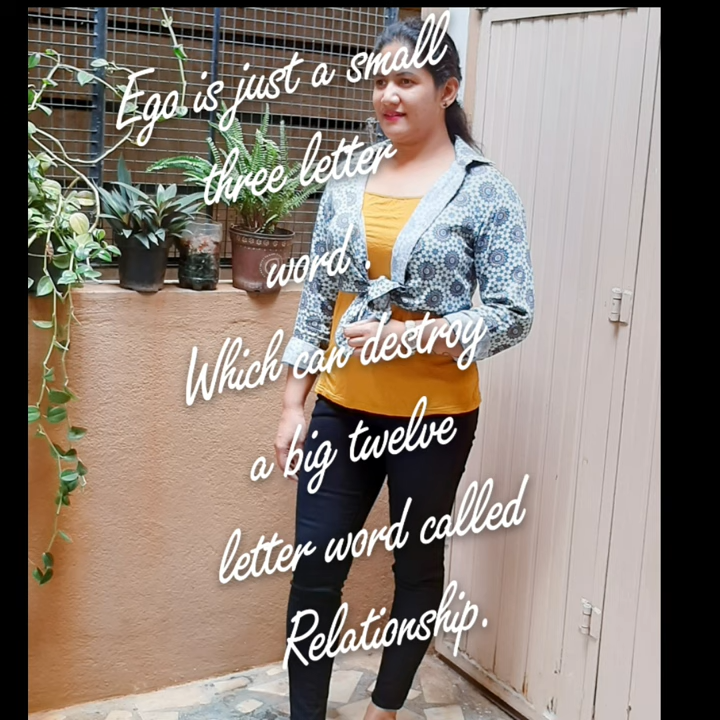 Ego is just a small
three letter
word .
Which can destroy
a big twelve
letter word called
Relationship.